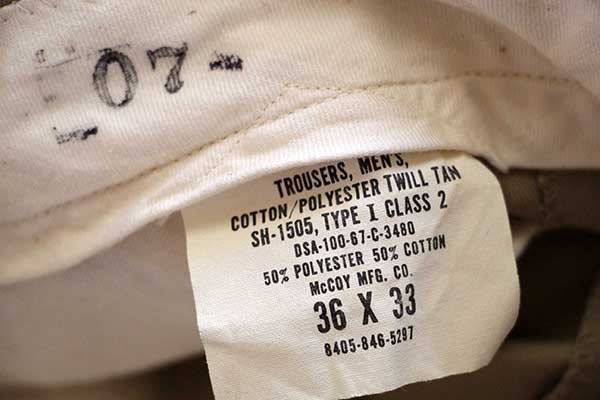 07-
TROUSERS, MEN'S,
COTTON/POLYESTER TWILL TAN
SH-1505, TYPE I CLASS 2
DSA-100-67-C-3480
50% POLYESTER 50% COTTON
McCOY MFG. CO.
36 X 33
8405-846-5297